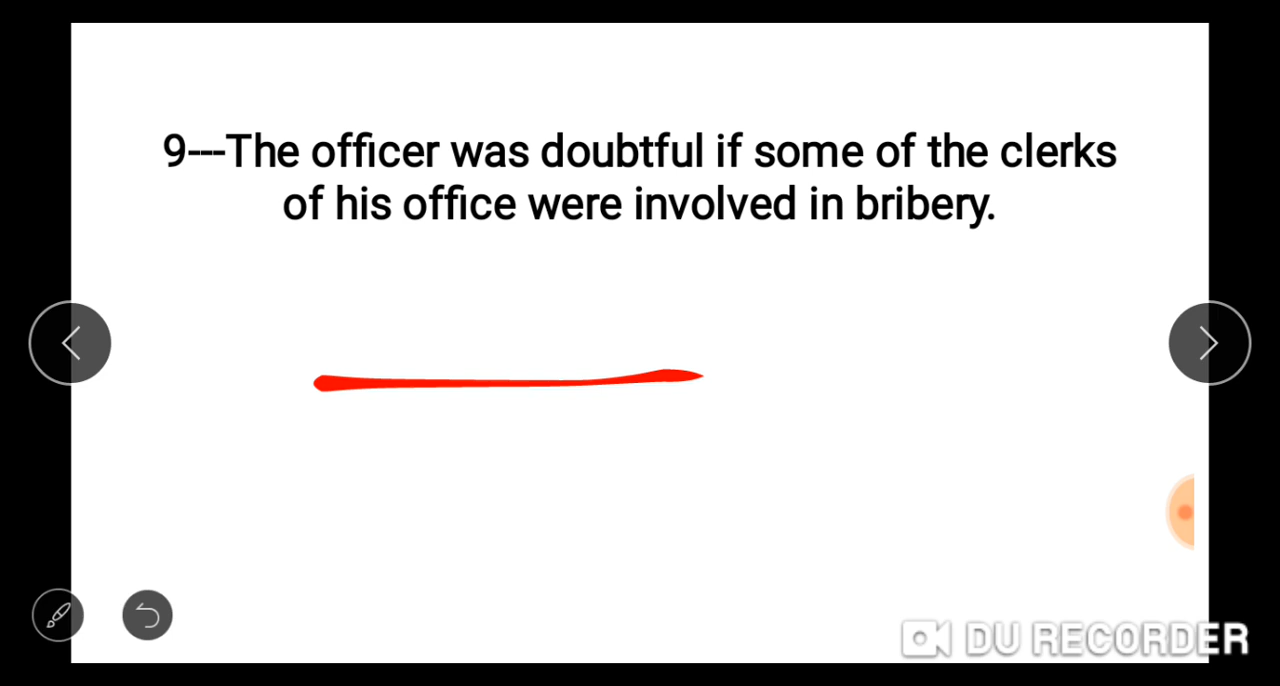 9---The officer was doubtful if some of the clerks
of his office were involved in bribery.
DU RECORDER